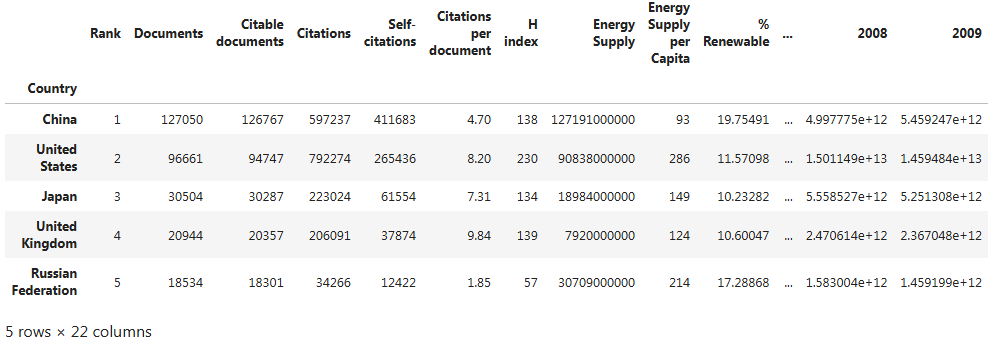 Rank Documents Citable documents Citations Self-citations Citations per document H index Energy Supply Energy Supply per Capita % Renewable ... 2008 2009
Country
China 1 127050 126767 597237 411683 4.70 138 127191000000 93 19.75491 ... 4.997775e+12 5.459247e+12
United States 2 96661 94747 792274 265436 8.20 230 90838000000 286 11.57098 ... 1.501149e+13 1.459484e+13
Japan 3 30504 30287 223024 61554 7.31 134 18984000000 149 10.23282 ... 5.558527e+12 5.251308e+12
United Kingdom 4 20944 20357 206091 37874 9.84 139 7920000000 124 10.60047 ... 2.470614e+12 2.367048e+12
Russian Federation 5 18534 18301 34266 12422 1.85 57 30709000000 214 17.28868 ... 1.583004e+12 1.459199e+12
5 rows × 22 columns